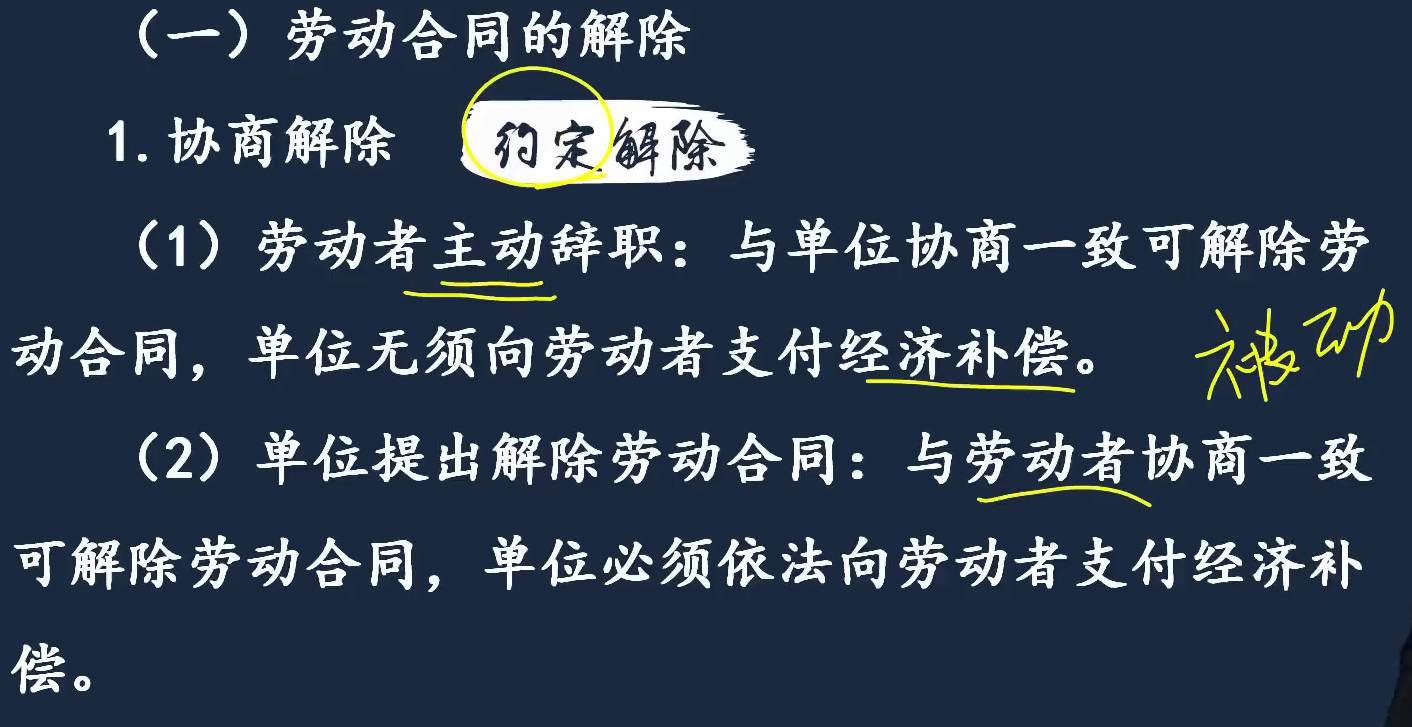 （一）劳动合同的解除
1.协商解除 约定解除
（1）劳动者主动辞职：与单位协商一致可解除劳
动合同，单位无须向劳动者支付经济补偿。 被动
（2）单位提出解除劳动合同：与劳动者协商一致
可解除劳动合同，单位必须依法向劳动者支付经济补
偿。